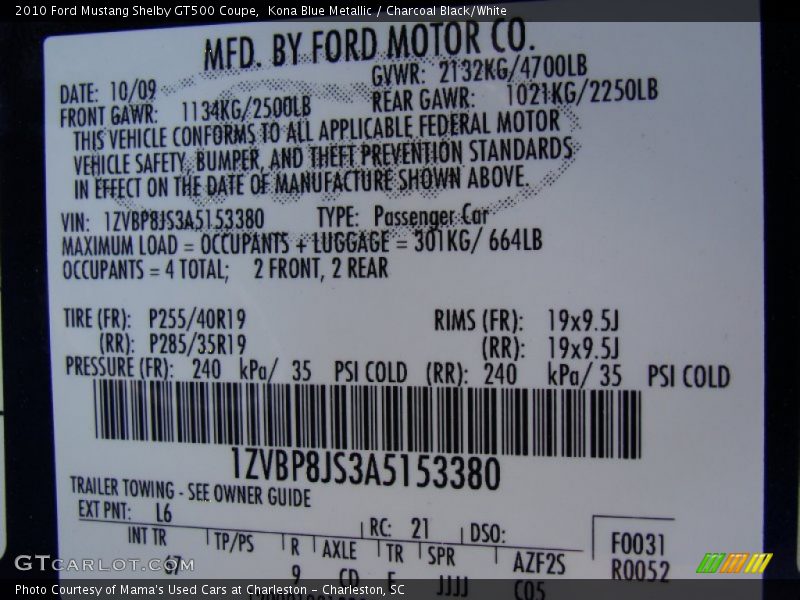 2010 Ford Mustang Shelby GT500 Coupe,  Kona Blue Metallic / Charcoal Black/White
MFD. BY FORD MOTOR CO.
DATE: 10/09 GVWR: 2132KG/4700LB
FRONT GAWR: 1134KG/2500LB REAR GAWR: 1021KG/2250LB
THIS VEHICLE CONFORMS TO ALL APPLICABLE FEDERAL MOTOR
VEHICLE SAFETY, BUMPER, AND THEFT PREVENTION STANDARDS
IN EFFECT ON THE DATE OF MANUFACTURE SHOWN ABOVE.
VIN: 1ZVBP8JS3A5153380 TYPE: Passenger Car
MAXIMUM LOAD = OCCUPANTS + LUGGAGE = 301KG/ 664LB
OCCUPANTS = 4 TOTAL; 2 FRONT, 2 REAR
TIRE (FR): P255/40R19 RIMS (FR): 19x9.5J
(RR): P285/35R19 (RR): 19x9.5J
PRESSURE (FR): 240 kPa/ 35 PSI COLD (RR): 240 kPa/ 35 PSI COLD
1ZVBP8JS3A5153380
TRAILER TOWING - SEE OWNER GUIDE
EXT PNT: L6 RC: 21 DSO:
INT TR TP/PS R AXLE TR SPR AZF2S F0031
67 9 CD E JJJJ C05 R0052
GTCarLot.com
Photo Courtesy of Mama's Used Cars at Charleston – Charleston, SC